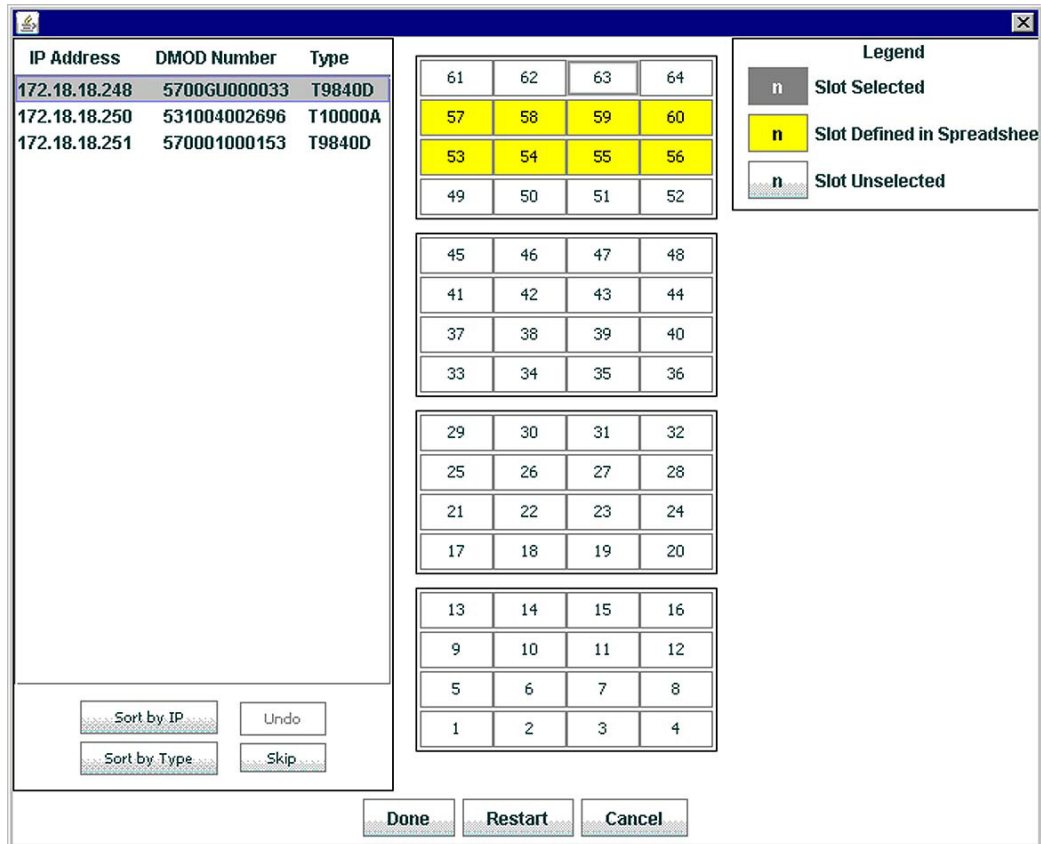 IP Address DMOD Number Type
172.18.18.248 5700GU000033 T9840D
172.18.18.250 531004002696 T10000A
172.18.18.251 570001000153 T9840D
Sort by IP Undo
Sort by Type Skip
61 62 63 64
57 58 59 60
53 54 55 56
49 50 51 52
45 46 47 48
41 42 43 44
37 38 39 40
33 34 35 36
29 30 31 32
25 26 27 28
21 22 23 24
17 18 19 20
13 14 15 16
9 10 11 12
5 6 7 8
1 2 3 4
Legend
n Slot Selected
n Slot Defined in Spreadshee
n Slot Unselected
Done Restart Cancel